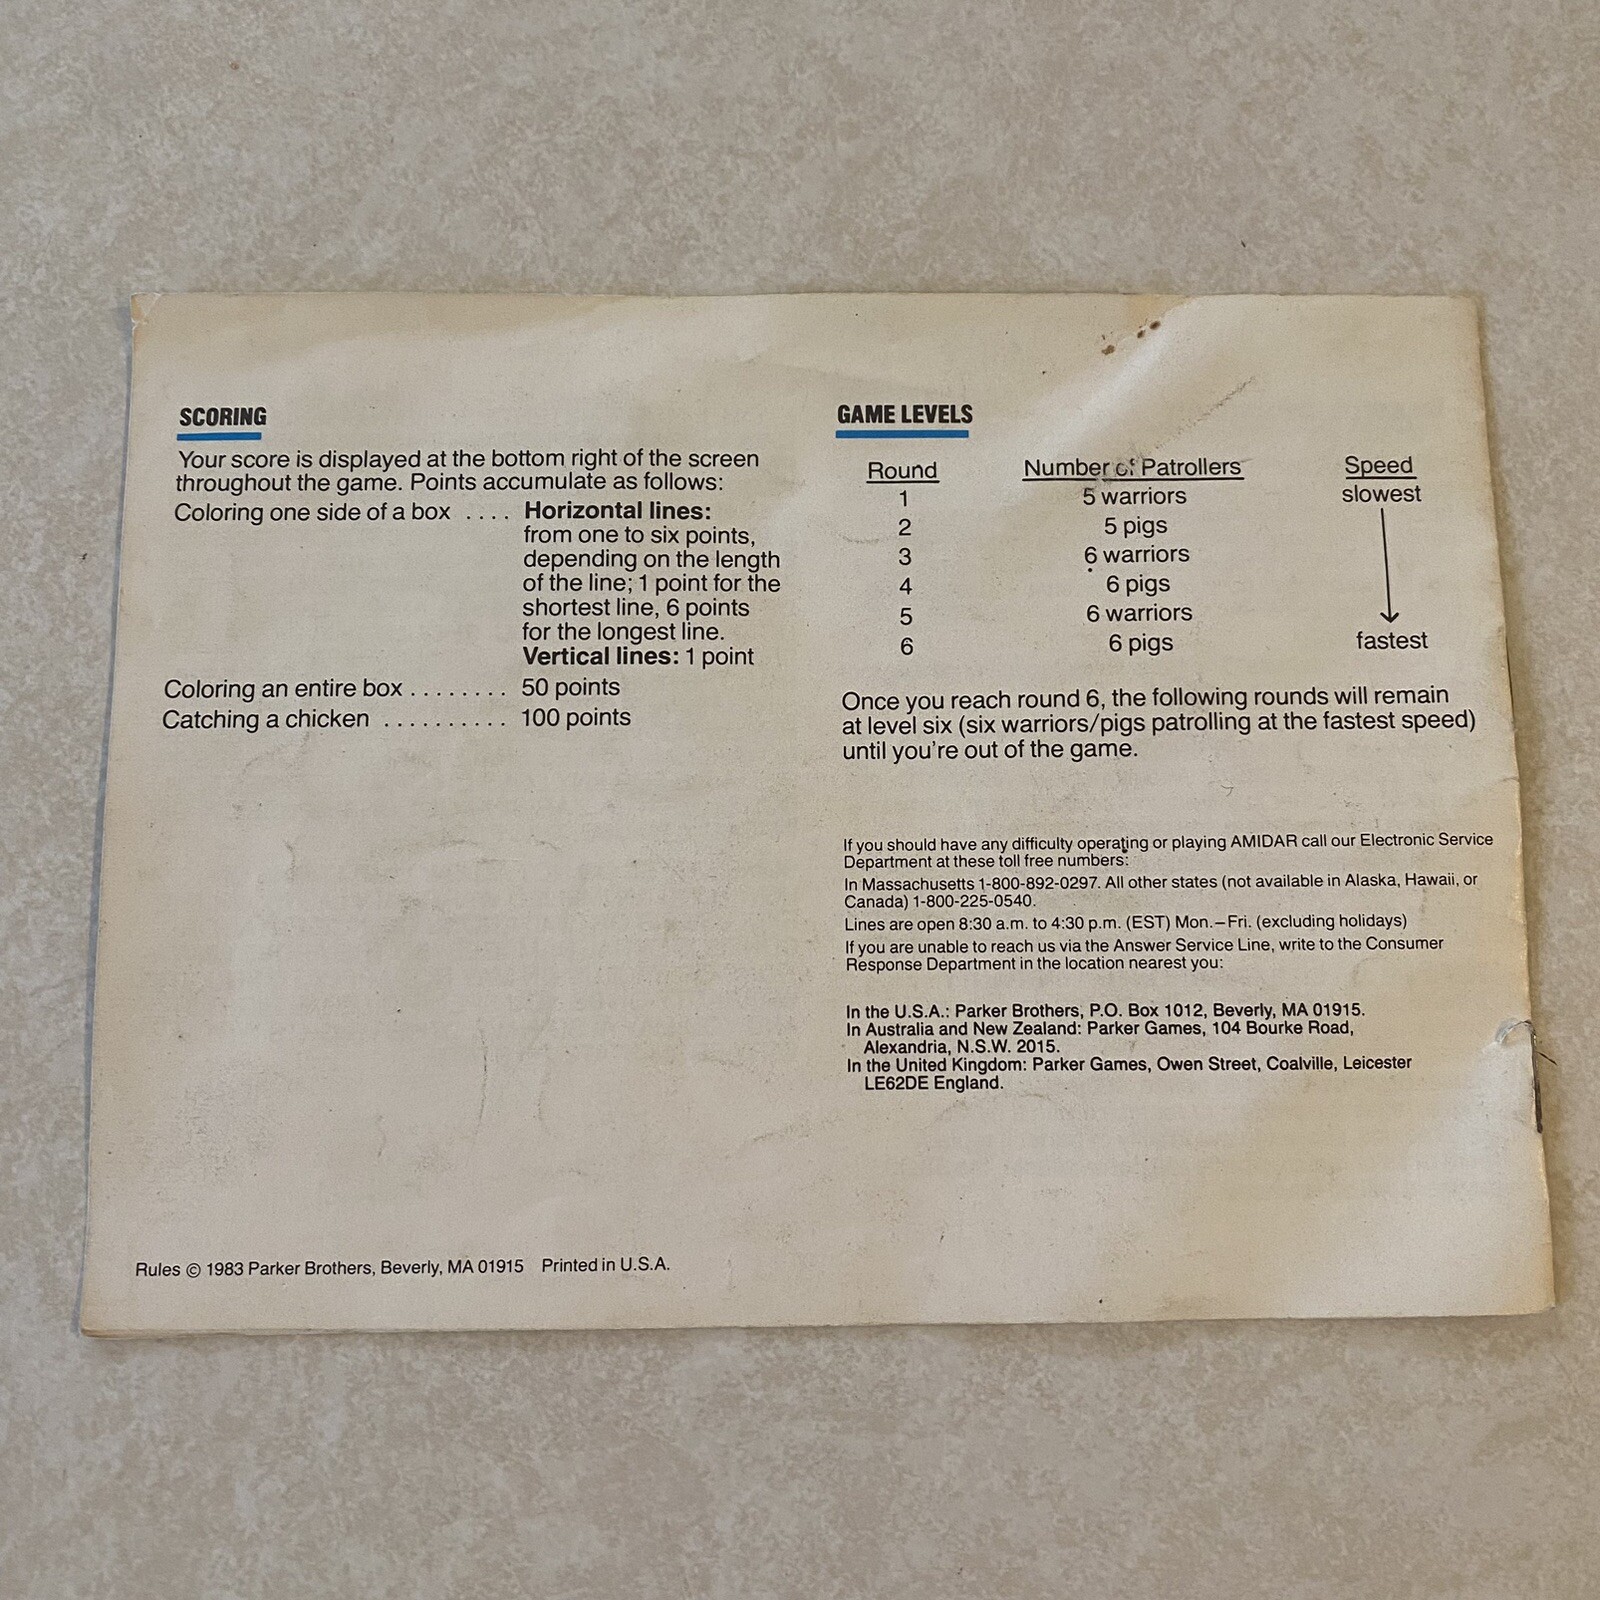 SCORING
Your score is displayed at the bottom right of the screen
throughout the game. Points accumulate as follows:
Coloring one side of a box .... Horizontal lines:
from one to six points,
depending on the length
of the line; 1 point for the
shortest line, 6 points
for the longest line.
Vertical lines: 1 point
Coloring an entire box ........ 50 points
Catching a chicken .......... 100 points
GAME LEVELS
Round Number of Patrollers Speed
1 5 warriors slowest
2 5 pigs
3 6 warriors
4 6 pigs
5 6 warriors
6 6 pigs fastest
Once you reach round 6, the following rounds will remain
at level six (six warriors/pigs patrolling at the fastest speed)
until you're out of the game.
If you should have any difficulty operating or playing AMIDAR call our Electronic Service
Department at these toll free numbers:
In Massachusetts 1-800-892-0297. All other states (not available in Alaska, Hawaii, or
Canada) 1-800-225-0540.
Lines are open 8:30 a.m. to 4:30 p.m. (EST) Mon.–Fri. (excluding holidays)
If you are unable to reach us via the Answer Service Line, write to the Consumer
Response Department in the location nearest you:
In the U.S.A.: Parker Brothers, P.O. Box 1012, Beverly, MA 01915.
In Australia and New Zealand: Parker Games, 104 Bourke Road,
Alexandria, N.S.W. 2015.
In the United Kingdom: Parker Games, Owen Street, Coalville, Leicester
LE62DE England.
Rules © 1983 Parker Brothers, Beverly, MA 01915 Printed in U.S.A.